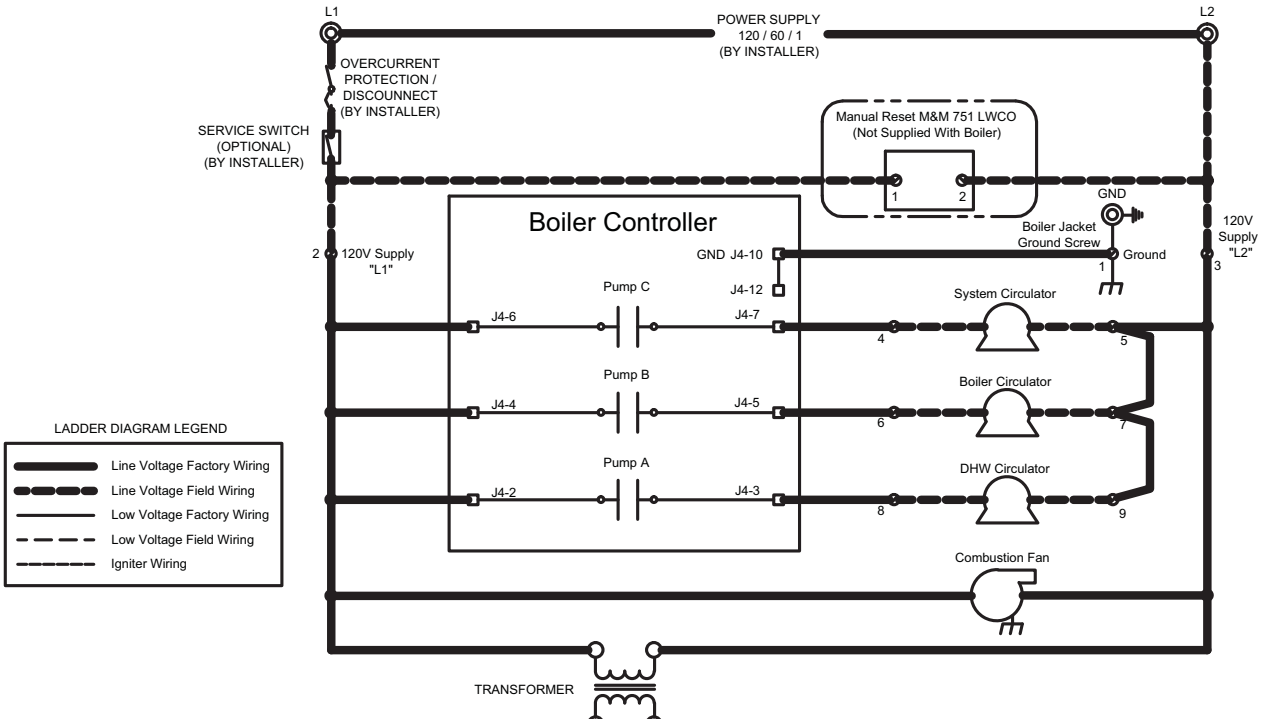 L1
L2
POWER SUPPLY
120 / 60 / 1
(BY INSTALLER)
OVERCURRENT
PROTECTION /
DISCOUNNECT
(BY INSTALLER)
SERVICE SWITCH
(OPTIONAL)
(BY INSTALLER)
Manual Reset M&M 751 LWCO
(Not Supplied With Boiler)
1
2
GND
Boiler Controller
Boiler Jacket
Ground Screw
120V
Supply
"L2"
2
120V Supply
"L1"
GND J4-10
1
Ground
3
J4-12
Pump C
System Circulator
J4-6
J4-7
4
5
Pump B
Boiler Circulator
J4-4
J4-5
6
7
LADDER DIAGRAM LEGEND
Line Voltage Factory Wiring
Line Voltage Field Wiring
Low Voltage Factory Wiring
Low Voltage Field Wiring
Igniter Wiring
Pump A
DHW Circulator
J4-2
J4-3
8
9
Combustion Fan
TRANSFORMER